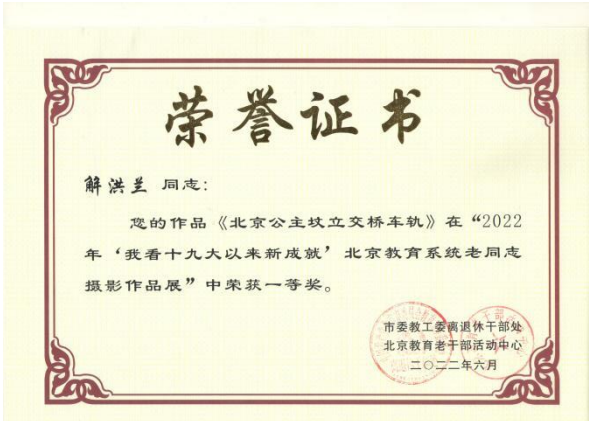 荣誉证书
解洪兰 同志：
您的作品《北京公主坟立交桥车轨》在“2022
年‘我看十九大以来新成就’北京教育系统老同志
摄影作品展”中荣获一等奖。
市委教工委离退休干部处
北京教育老干部活动中心
二〇二二年六月